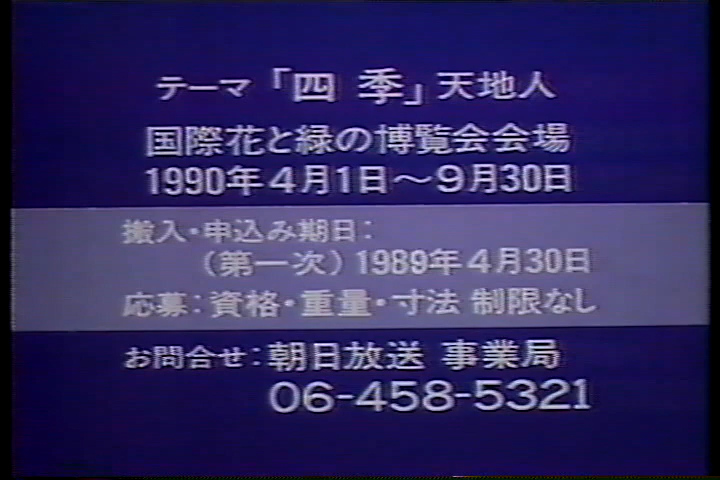 テーマ「四 季」天地人
国際花と緑の博覧会会場
1990年4月1日～9月30日
搬入・申込み期日：
（第一次）1989年4月30日
応募：資格・重量・寸法 制限なし
お問合せ：朝日放送 事業局
06-458-5321